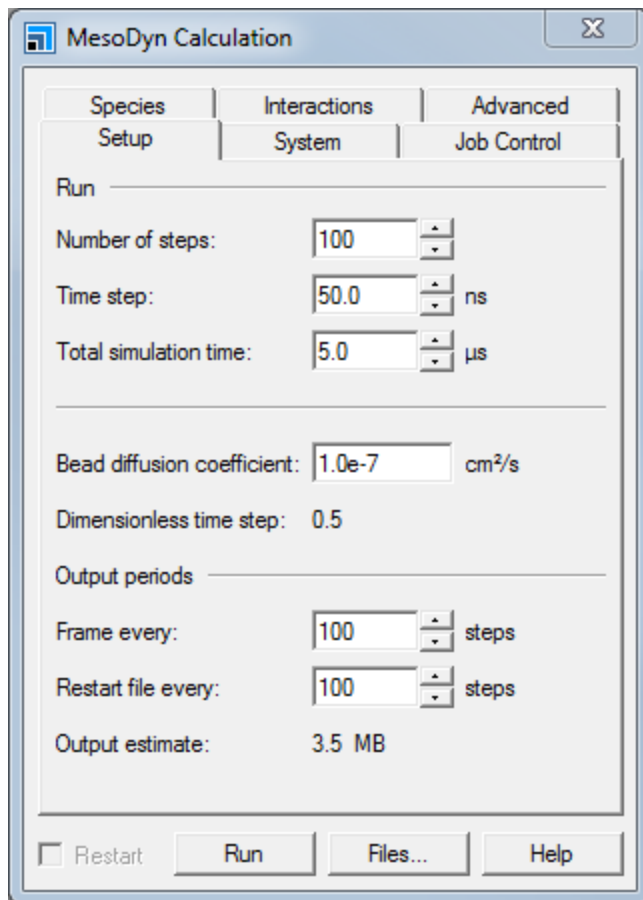 MesoDyn Calculation
Species Interactions Advanced
Setup System Job Control
Run
Number of steps: 100
Time step: 50.0 ns
Total simulation time: 5.0 µs
Bead diffusion coefficient: 1.0e-7 cm²/s
Dimensionless time step: 0.5
Output periods
Frame every: 100 steps
Restart file every: 100 steps
Output estimate: 3.5 MB
Restart Run Files... Help